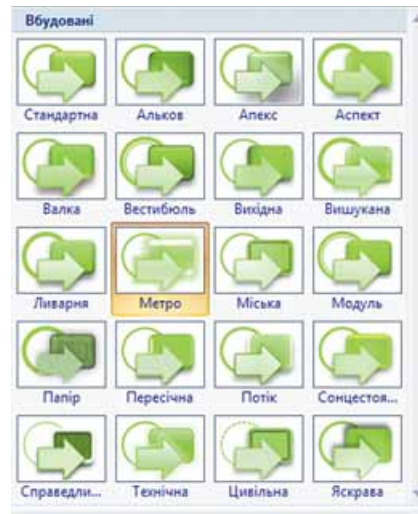 Вбудовані
Стандартна Альков Апекс Аспект
Валка Вестибюль Вихідна Вишукана
Ливарня Метро Міська Модуль
Папір Пересічна Потік Сонцестоя...
Справедли... Технічна Цивільна Яскрава